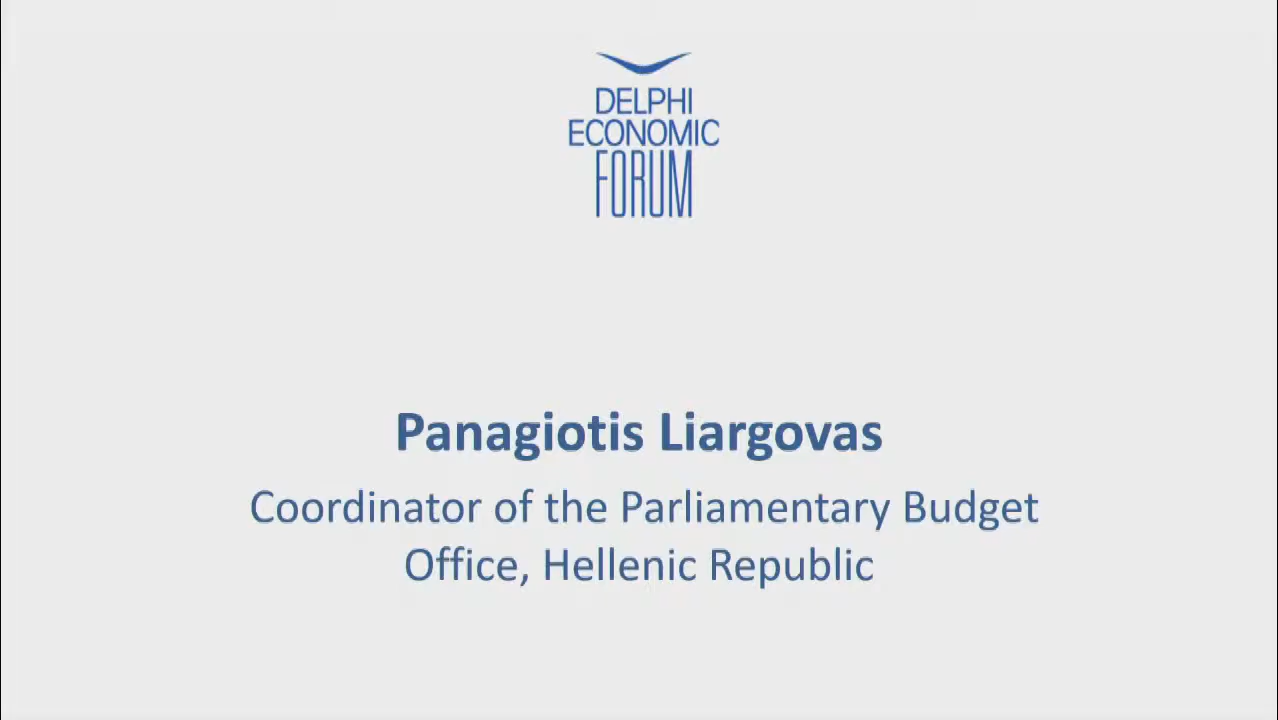 DELPHI
ECONOMIC
FORUM
Panagiotis Liargovas
Coordinator of the Parliamentary Budget
Office, Hellenic Republic